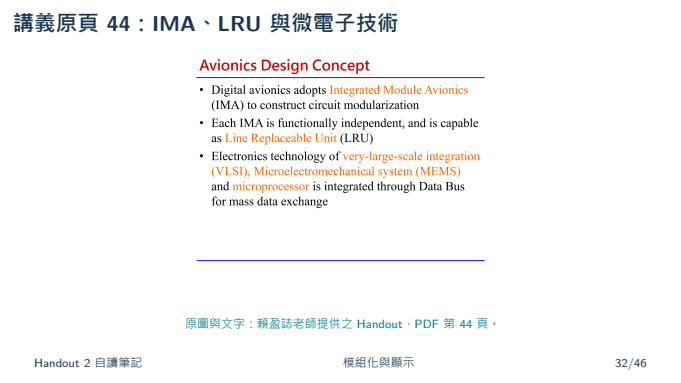 講義原頁 44：IMA、LRU 與微電子技術
Avionics Design Concept
• Digital avionics adopts Integrated Module Avionics
(IMA) to construct circuit modularization
• Each IMA is functionally independent, and is capable
as Line Replaceable Unit (LRU)
• Electronics technology of very-large-scale integration
(VLSI), Microelectromechanical system (MEMS)
and microprocessor is integrated through Data Bus
for mass data exchange
原圖與文字：賴盈誌老師提供之 Handout，PDF 第 44 頁。
Handout 2 自讀筆記
模組化與顯示
32/46